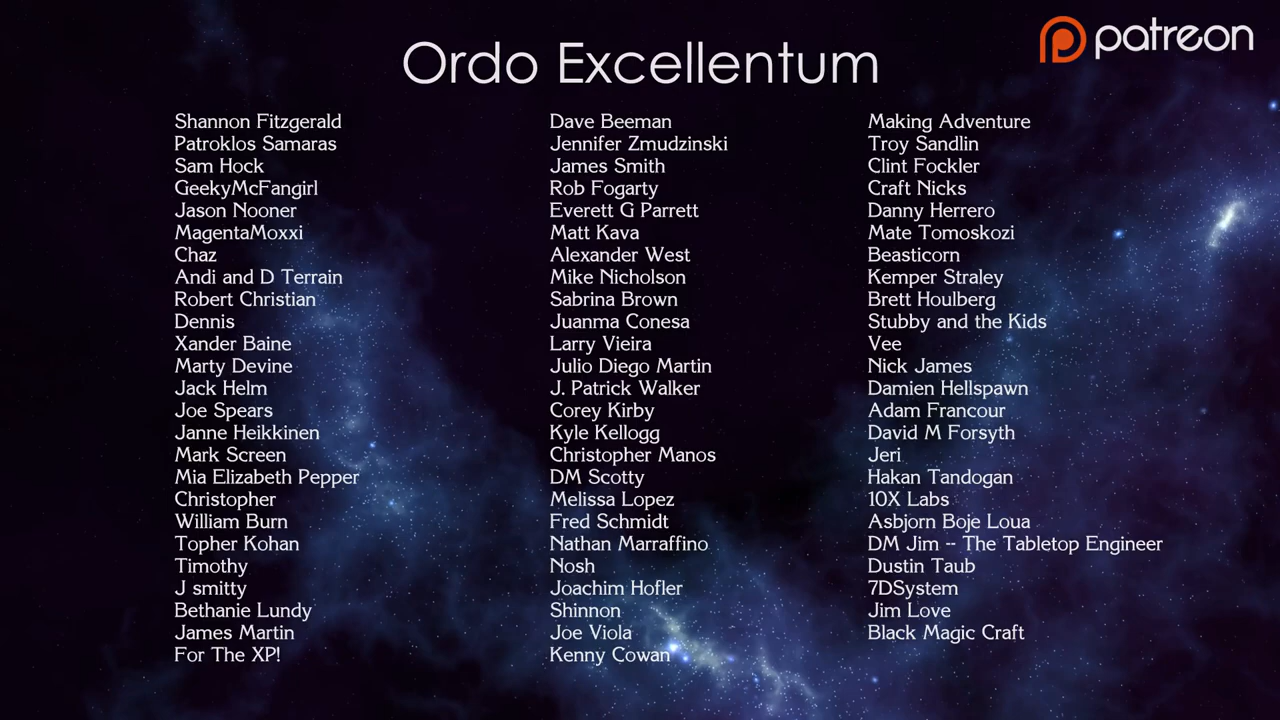 patreon
Ordo Excellentum
Shannon Fitzgerald
Patroklos Samaras
Sam Hock
GeekyMcFangirl
Jason Nooner
MagentaMoxxi
Chaz
Andi and D Terrain
Robert Christian
Dennis
Xander Baine
Marty Devine
Jack Helm
Joe Spears
Janne Heikkinen
Mark Screen
Mia Elizabeth Pepper
Christopher
William Burn
Topher Kohan
Timothy
J smitty
Bethanie Lundy
James Martin
For The XP!
Dave Beeman
Jennifer Zmudzinski
James Smith
Rob Fogarty
Everett G Parrett
Matt Kava
Alexander West
Mike Nicholson
Sabrina Brown
Juanma Conesa
Larry Vieira
Julio Diego Martin
J. Patrick Walker
Corey Kirby
Kyle Kellogg
Christopher Manos
DM Scotty
Melissa Lopez
Fred Schmidt
Nathan Marraffino
Nosh
Joachim Hofler
Shinnon
Joe Viola
Kenny Cowan
Making Adventure
Troy Sandlin
Clint Fockler
Craft Nicks
Danny Herrero
Mate Tomoskozi
Beasticorn
Kemper Straley
Brett Houlberg
Stubby and the Kids
Vee
Nick James
Damien Hellspawn
Adam Francour
David M Forsyth
Jeri
Hakan Tandogan
10X Labs
Asbjorn Boje Loua
DM Jim -- The Tabletop Engineer
Dustin Taub
7DSystem
Jim Love
Black Magic Craft